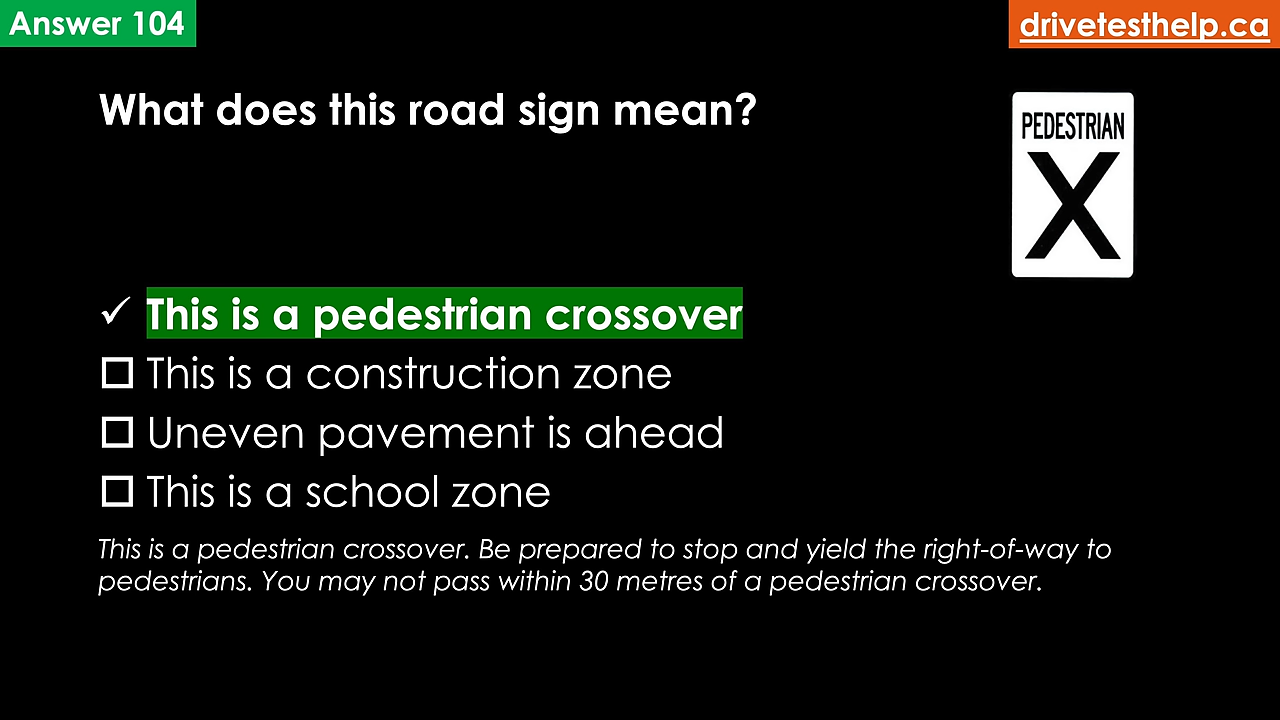 Answer 104
drivetesthelp.ca
What does this road sign mean?
PEDESTRIAN
X
✓ This is a pedestrian crossover
☐ This is a construction zone
☐ Uneven pavement is ahead
☐ This is a school zone
This is a pedestrian crossover. Be prepared to stop and yield the right-of-way to
pedestrians. You may not pass within 30 metres of a pedestrian crossover.